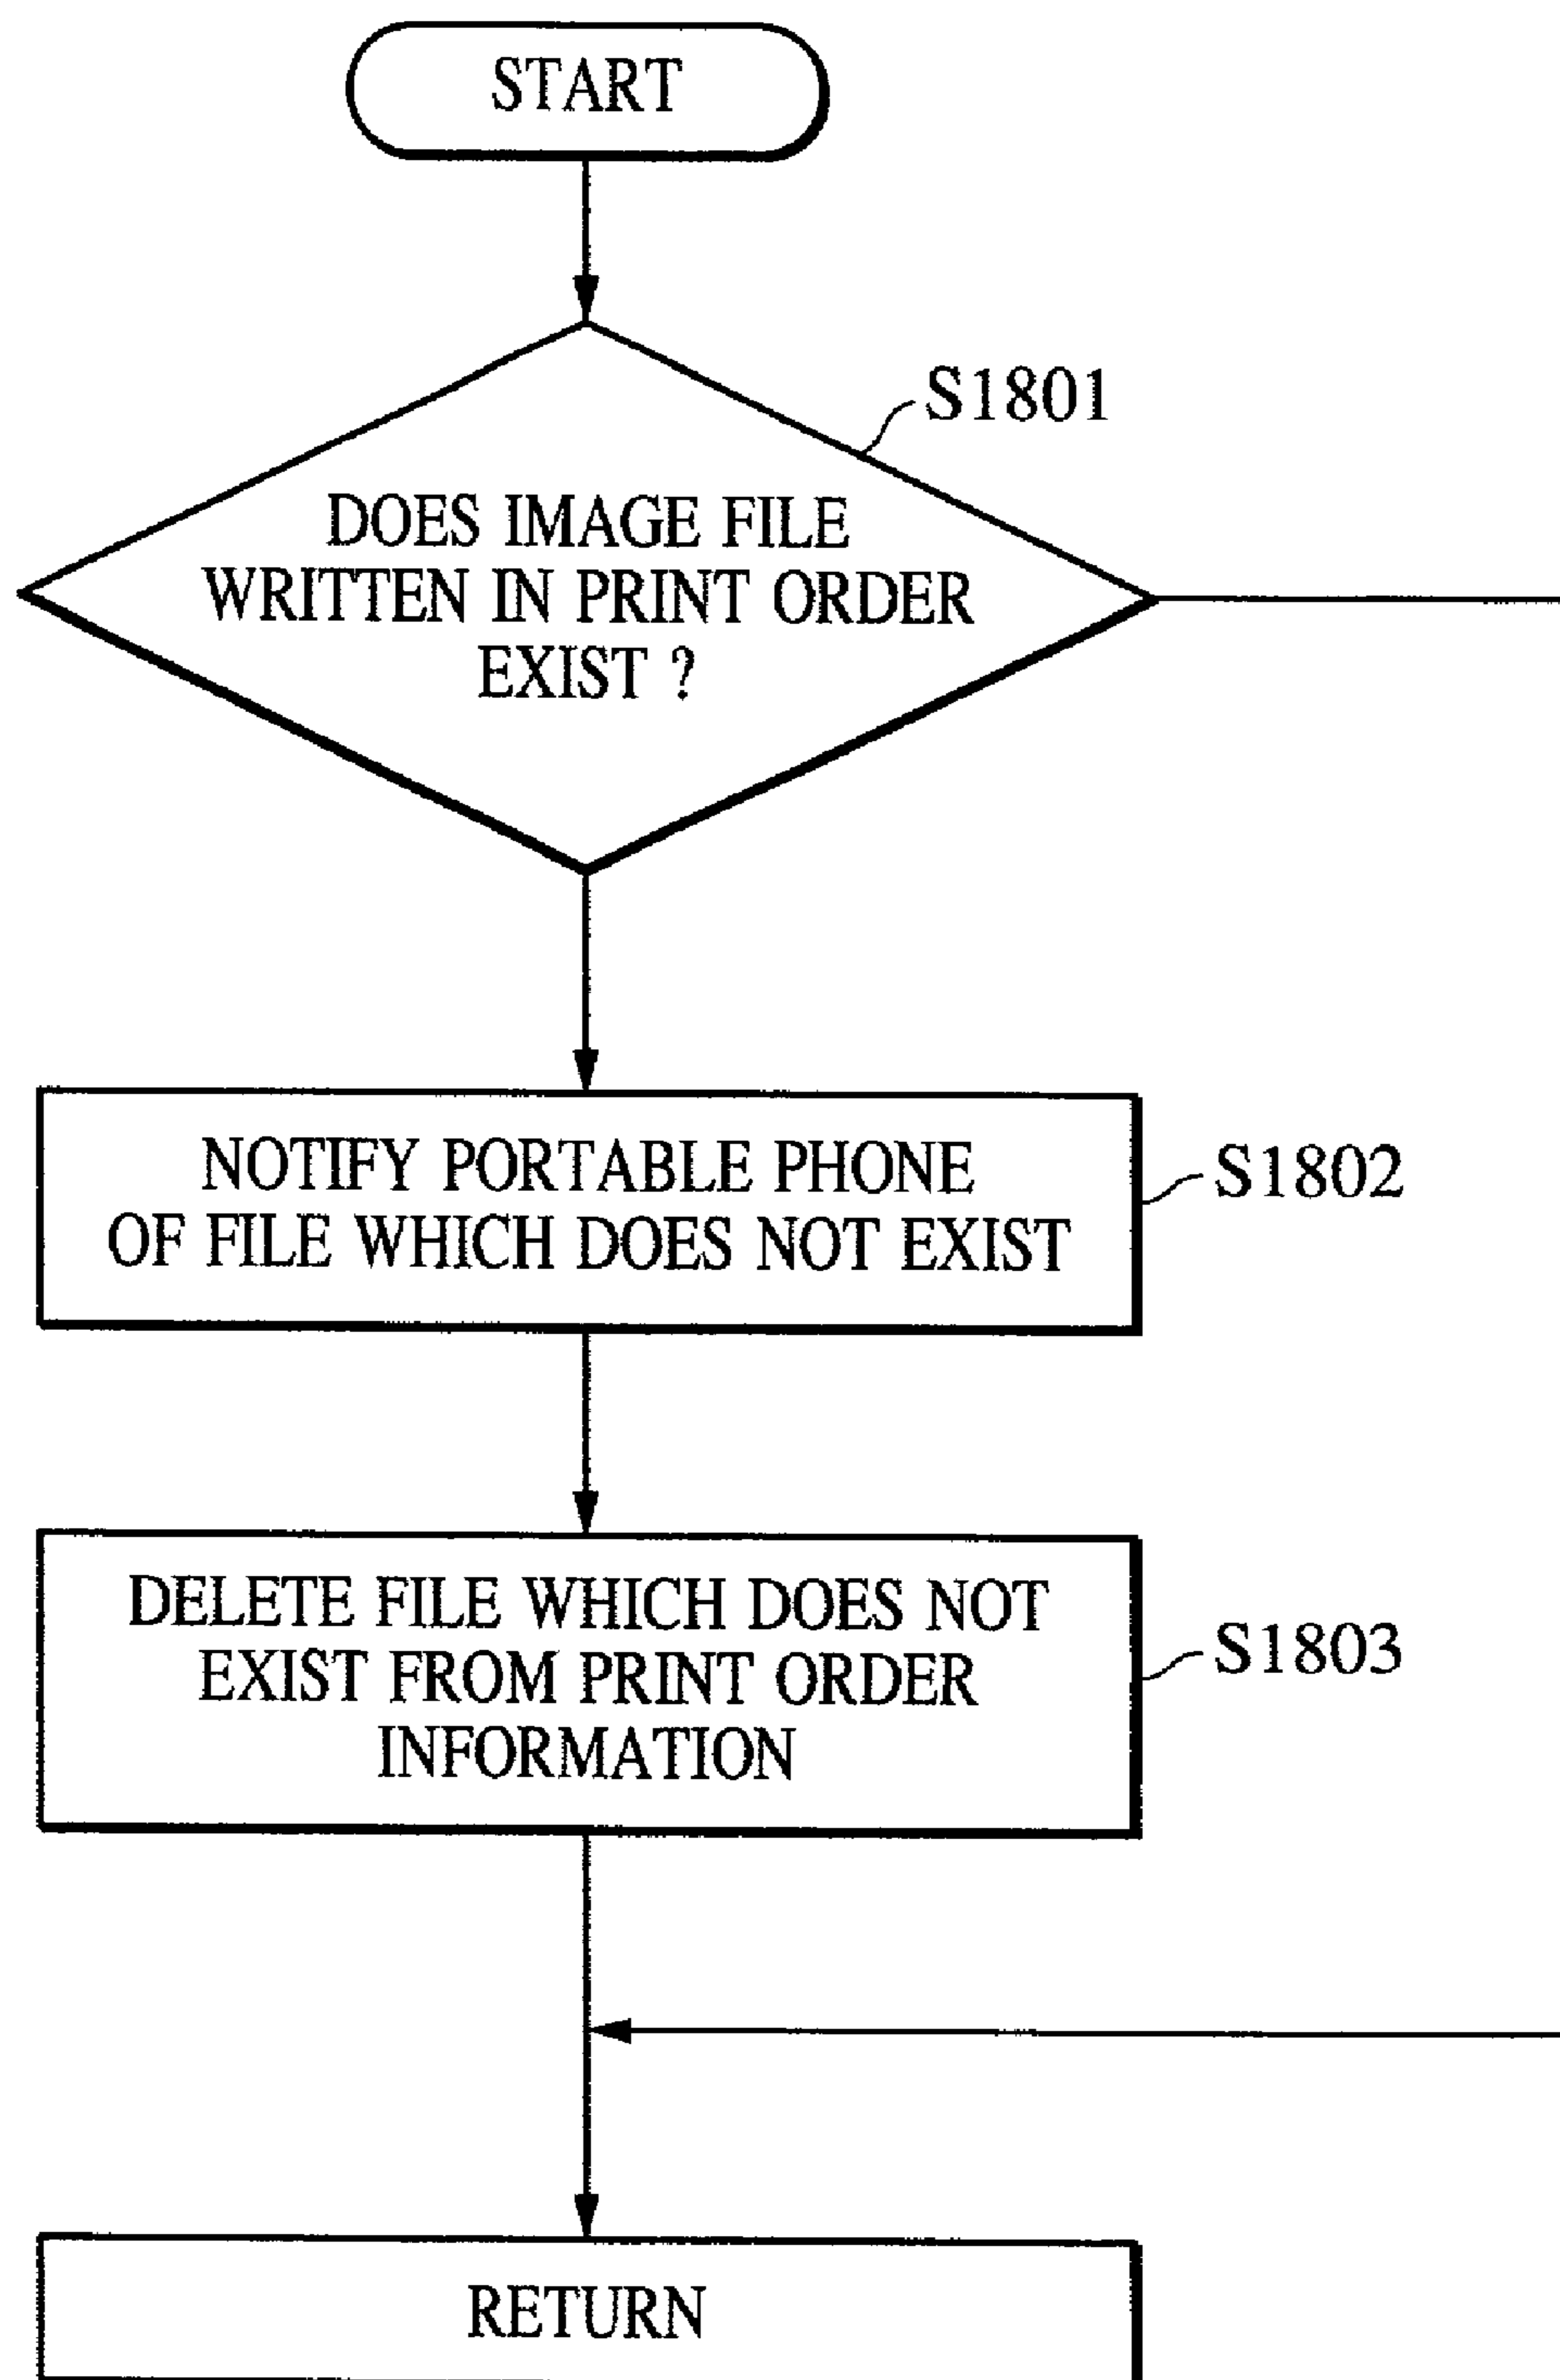 START
S1801
DOES IMAGE FILE
WRITTEN IN PRINT ORDER
EXIST ?
NOTIFY PORTABLE PHONE
OF FILE WHICH DOES NOT EXIST
S1802
DELETE FILE WHICH DOES NOT
EXIST FROM PRINT ORDER
INFORMATION
S1803
RETURN